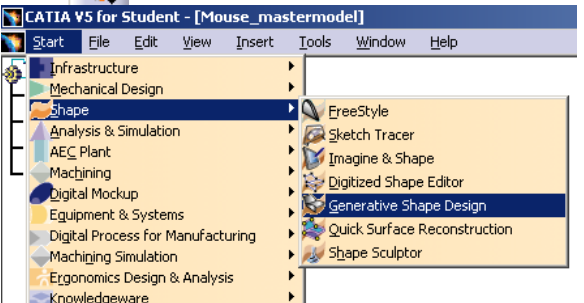 CATIA V5 for Student - [Mouse_mastermodel]
Start File Edit View Insert Tools Window Help
Infrastructure
Mechanical Design
Shape
Analysis & Simulation
AEC Plant
Machining
Digital Mockup
Equipment & Systems
Digital Process for Manufacturing
Machining Simulation
Ergonomics Design & Analysis
Knowledgeware
FreeStyle
Sketch Tracer
Imagine & Shape
Digitized Shape Editor
Generative Shape Design
Quick Surface Reconstruction
Shape Sculptor